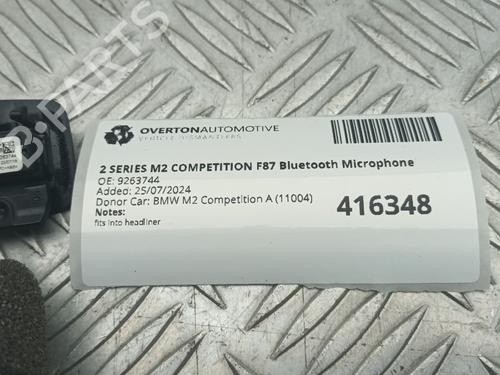 OVERTONAUTOMOTIVE
VEHICLE DISMANTLERS
2 SERIES M2 COMPETITION F87 Bluetooth Microphone
OE: 9263744
Added: 25/07/2024
Donor Car: BMW M2 Competition A (11004)
Notes:
fits into headliner
416348
9263744
B-PARTS